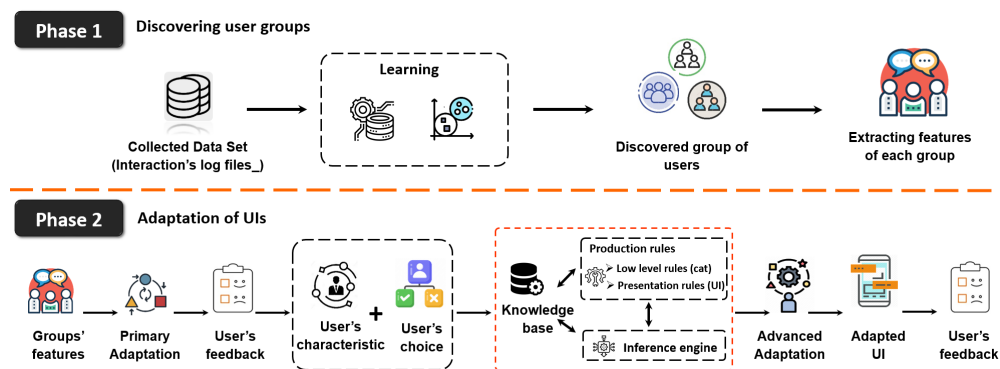 Phase 1
Discovering user groups
Learning
Collected Data Set
(Interaction's log files_)
Discovered group of
users
Extracting features
of each group
Phase 2
Adaptation of UIs
Groups'
features
Primary
Adaptation
User's
feedback
User's
characteristic
+
User's
choice
Knowledge
base
Production rules
Low level rules (cat)
Presentation rules (UI)
Inference engine
Advanced
Adaptation
Adapted
UI
User's
feedback